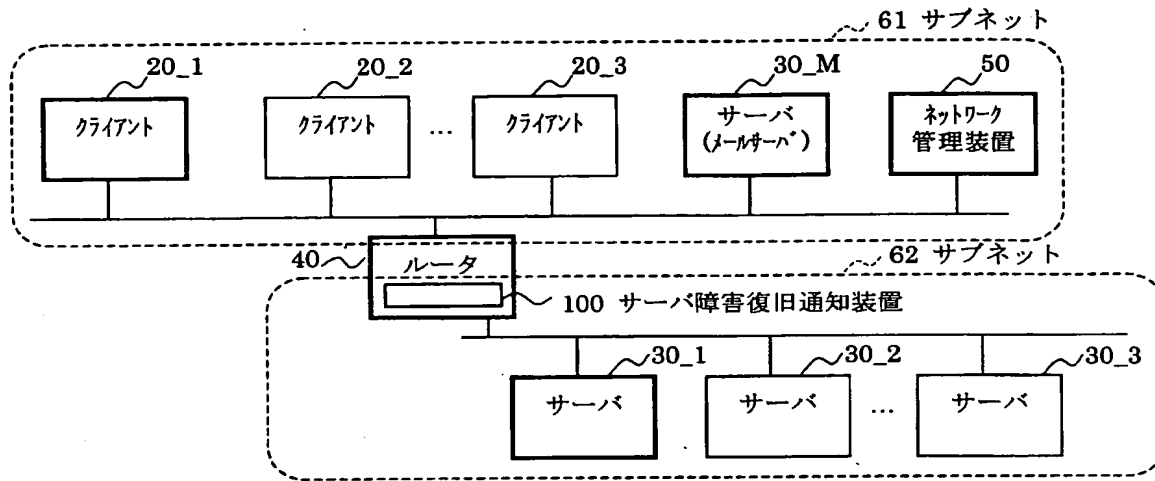 61 サブネット
20_1
20_2
20_3
30_M
50
クライアント
クライアント
…
クライアント
サーバ
(メールサーバ)
ネットワーク
管理装置
40
ルータ
62 サブネット
100 サーバ障害復旧通知装置
30_1
30_2
30_3
サーバ
サーバ
…
サーバ